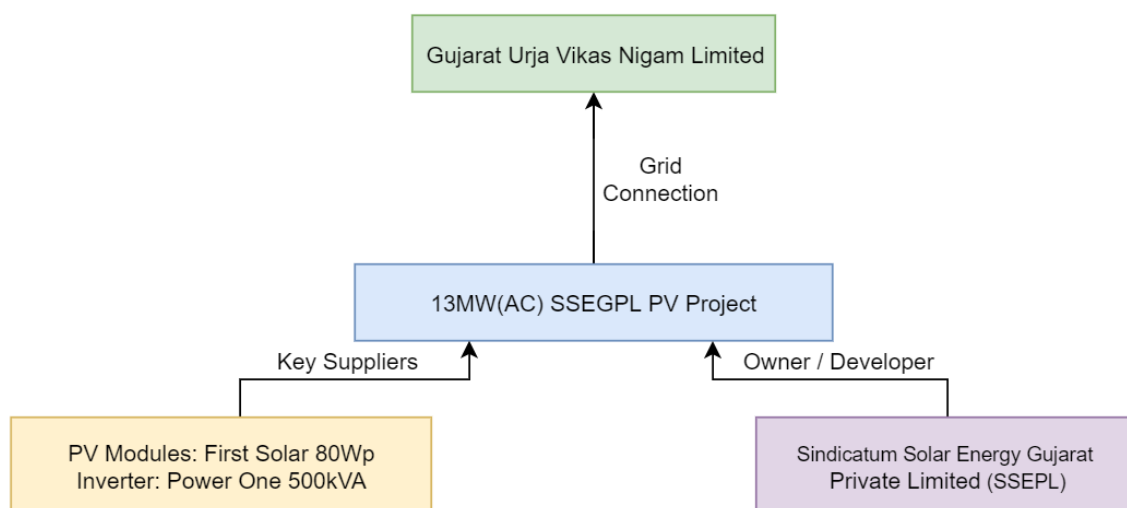 Gujarat Urja Vikas Nigam Limited
Grid
Connection
13MW(AC) SSEGPL PV Project
Key Suppliers
Owner / Developer
PV Modules: First Solar 80Wp
Inverter: Power One 500kVA
Sindicatum Solar Energy Gujarat
Private Limited (SSEPL)